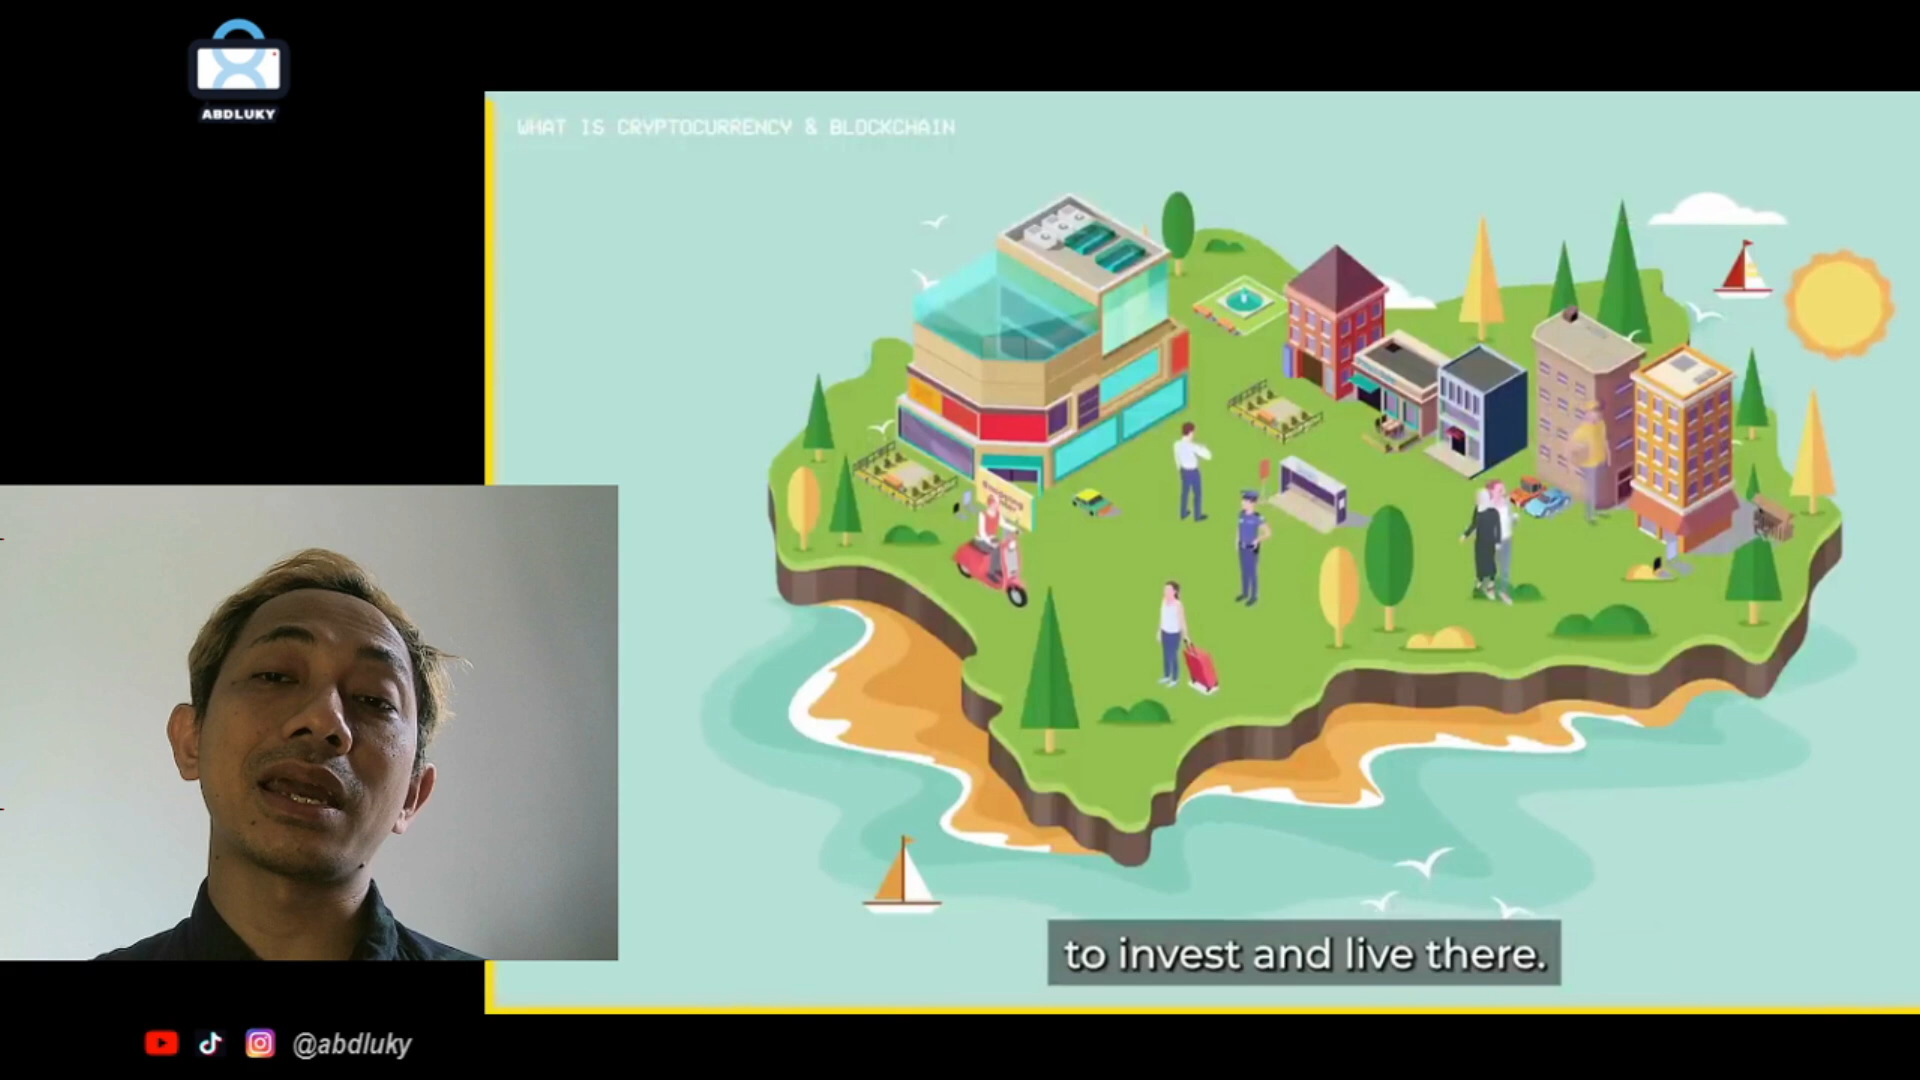 ABDLUKY
WHAT IS CRYPTOCURRENCY & BLOCKCHAIN
to invest and live there.
@abdluky